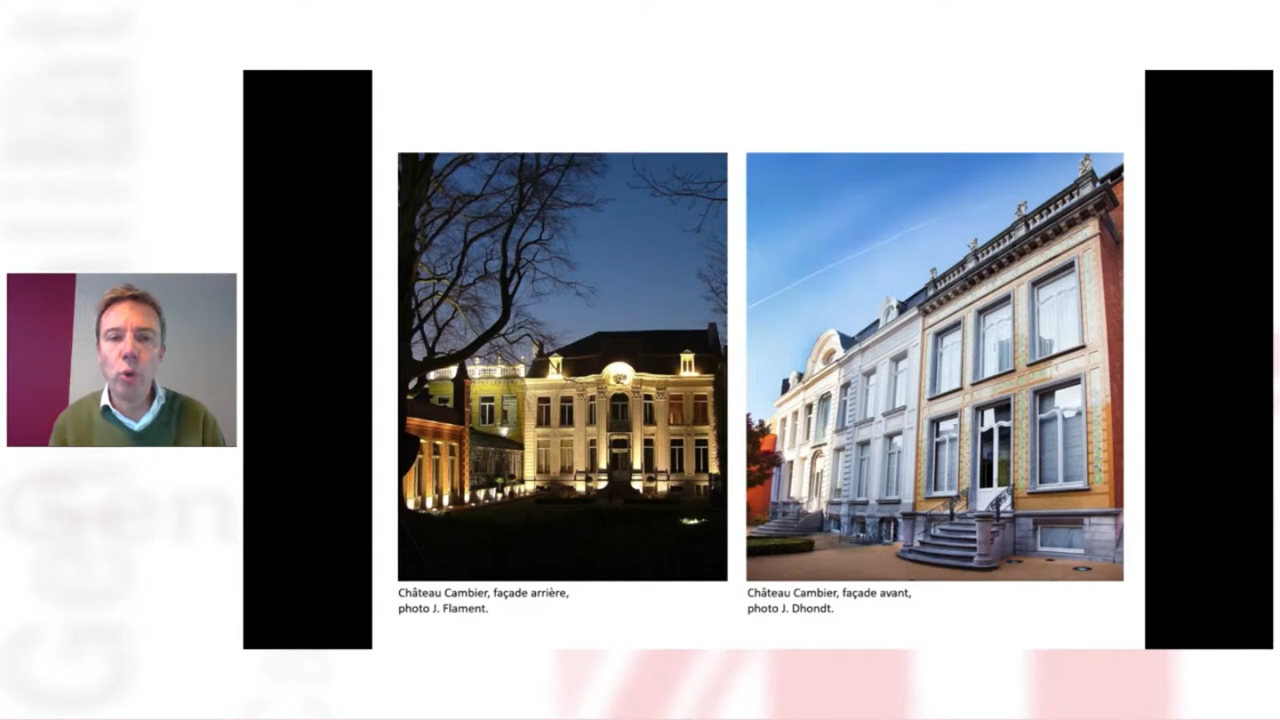 Château Cambier, façade arrière,
photo J. Flament.
Château Cambier, façade avant,
photo J. Dhondt.